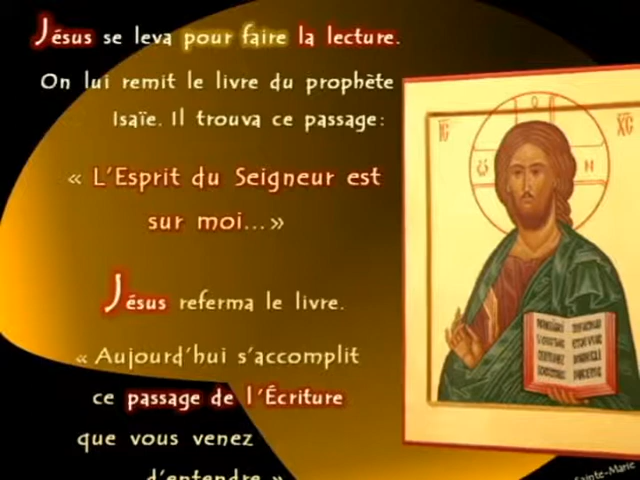 Jésus se leva pour faire la lecture.
On lui remit le livre du prophète
Isaïe. Il trouva ce passage:
« L'Esprit du Seigneur est
sur moi... »
Jésus referma le livre.
« Aujourd'hui s'accomplit
ce passage de l'Écriture
que vous venez
d'entendre »
IC
XC
Sainte-Marie